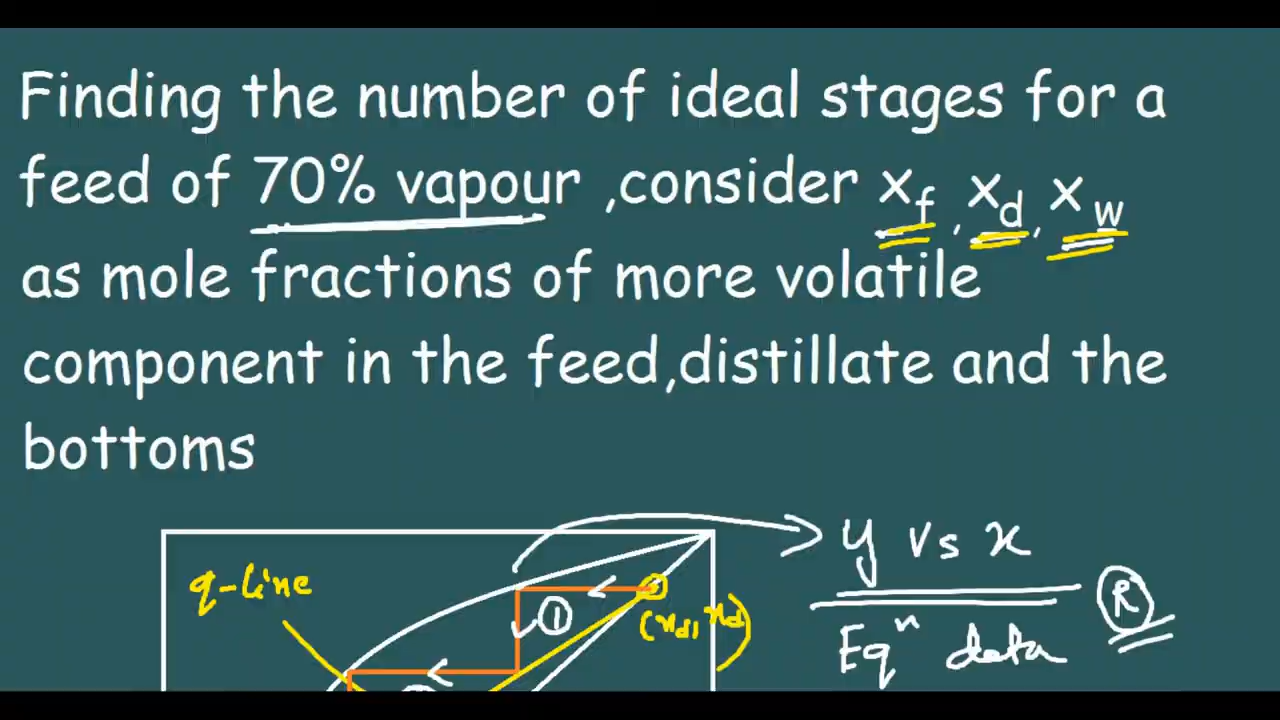 Finding the number of ideal stages for a
feed of 70% vapour ,consider xf, xd, xw
as mole fractions of more volatile
component in the feed,distillate and the
bottoms
y vs x
q-line
R
1
(xd, xd)
Eqn data